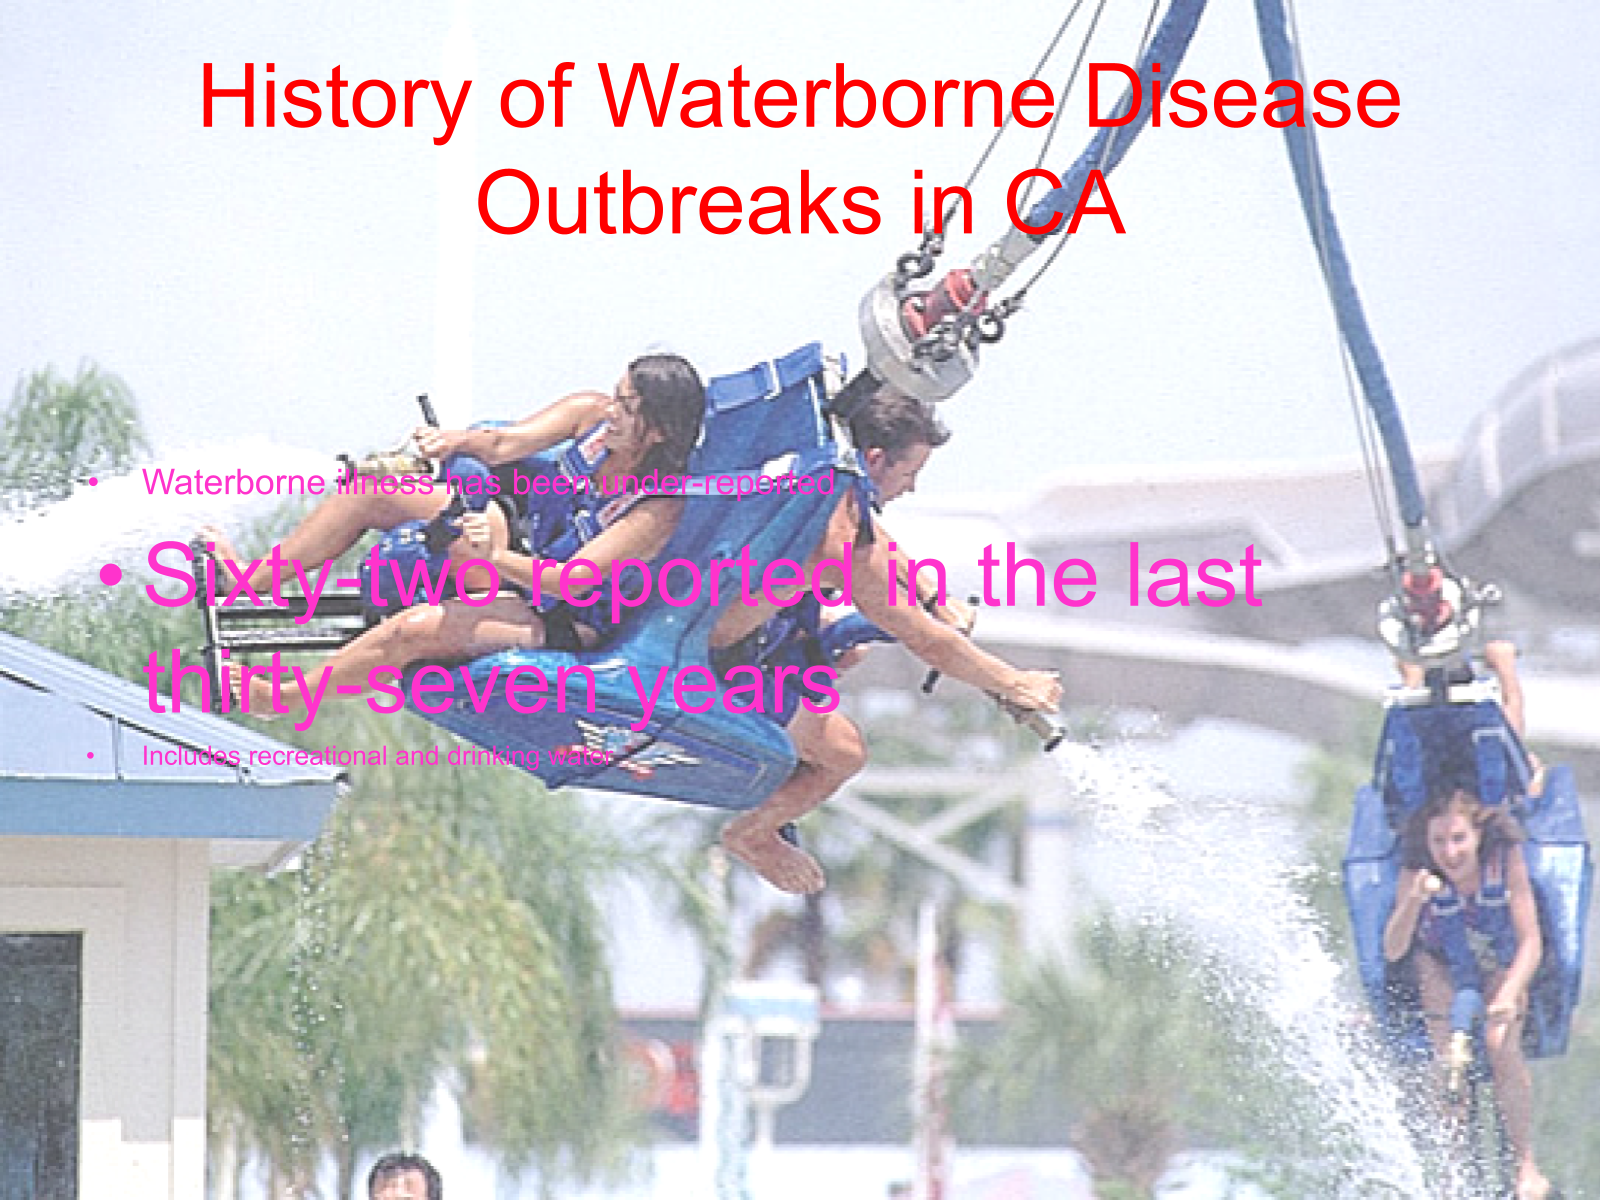 History of Waterborne Disease
Outbreaks in CA
• Waterborne illness has been under-reported
• Sixty-two reported in the last
thirty-seven years
• Includes recreational and drinking water